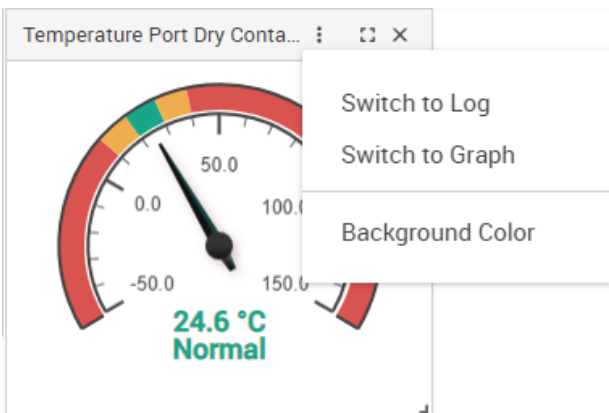 Temperature Port Dry Conta...
Switch to Log
Switch to Graph
Background Color
50.0
0.0
100.0
-50.0
150.0
24.6 °C
Normal